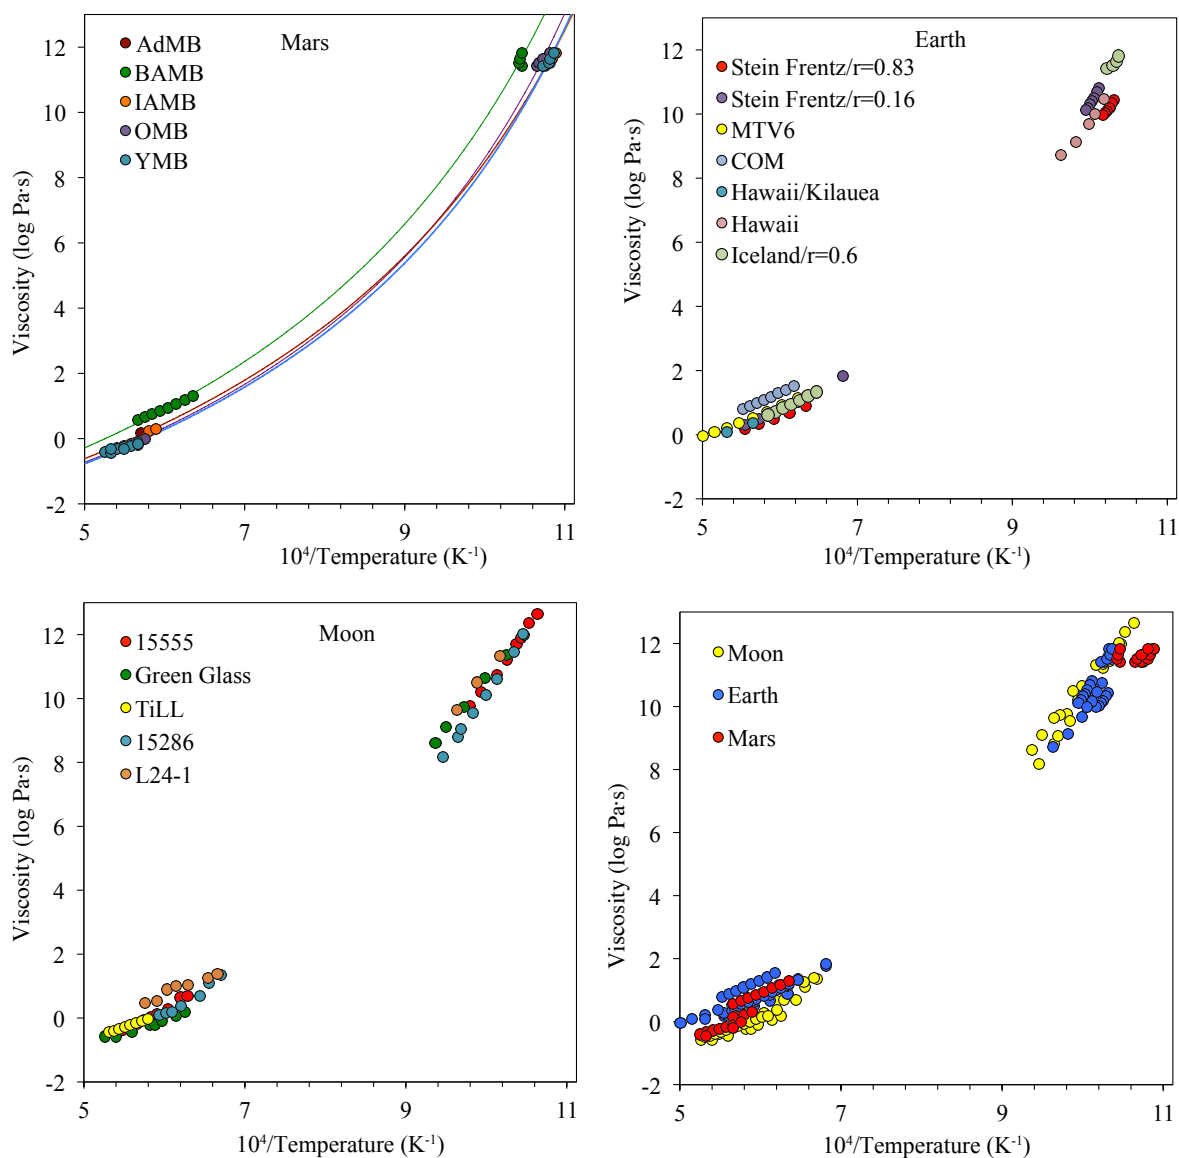 Mars
AdMB
BAMB
IAMB
OMB
YMB
Viscosity (log Pa·s)
12
10
8
6
4
2
0
-2
5
7
9
11
10⁴/Temperature (K⁻¹)
Earth
Stein Frentz/r=0.83
Stein Frentz/r=0.16
MTV6
COM
Hawaii/Kilauea
Hawaii
Iceland/r=0.6
Viscosity (log Pa·s)
12
10
8
6
4
2
0
-2
5
7
9
11
10⁴/Temperature (K⁻¹)
Moon
15555
Green Glass
TiLL
15286
L24-1
Viscosity (log Pa·s)
12
10
8
6
4
2
0
-2
5
7
9
11
10⁴/Temperature (K⁻¹)
Moon
Earth
Mars
Viscosity (log Pa·s)
12
10
8
6
4
2
0
-2
5
7
9
11
10⁴/Temperature (K⁻¹)